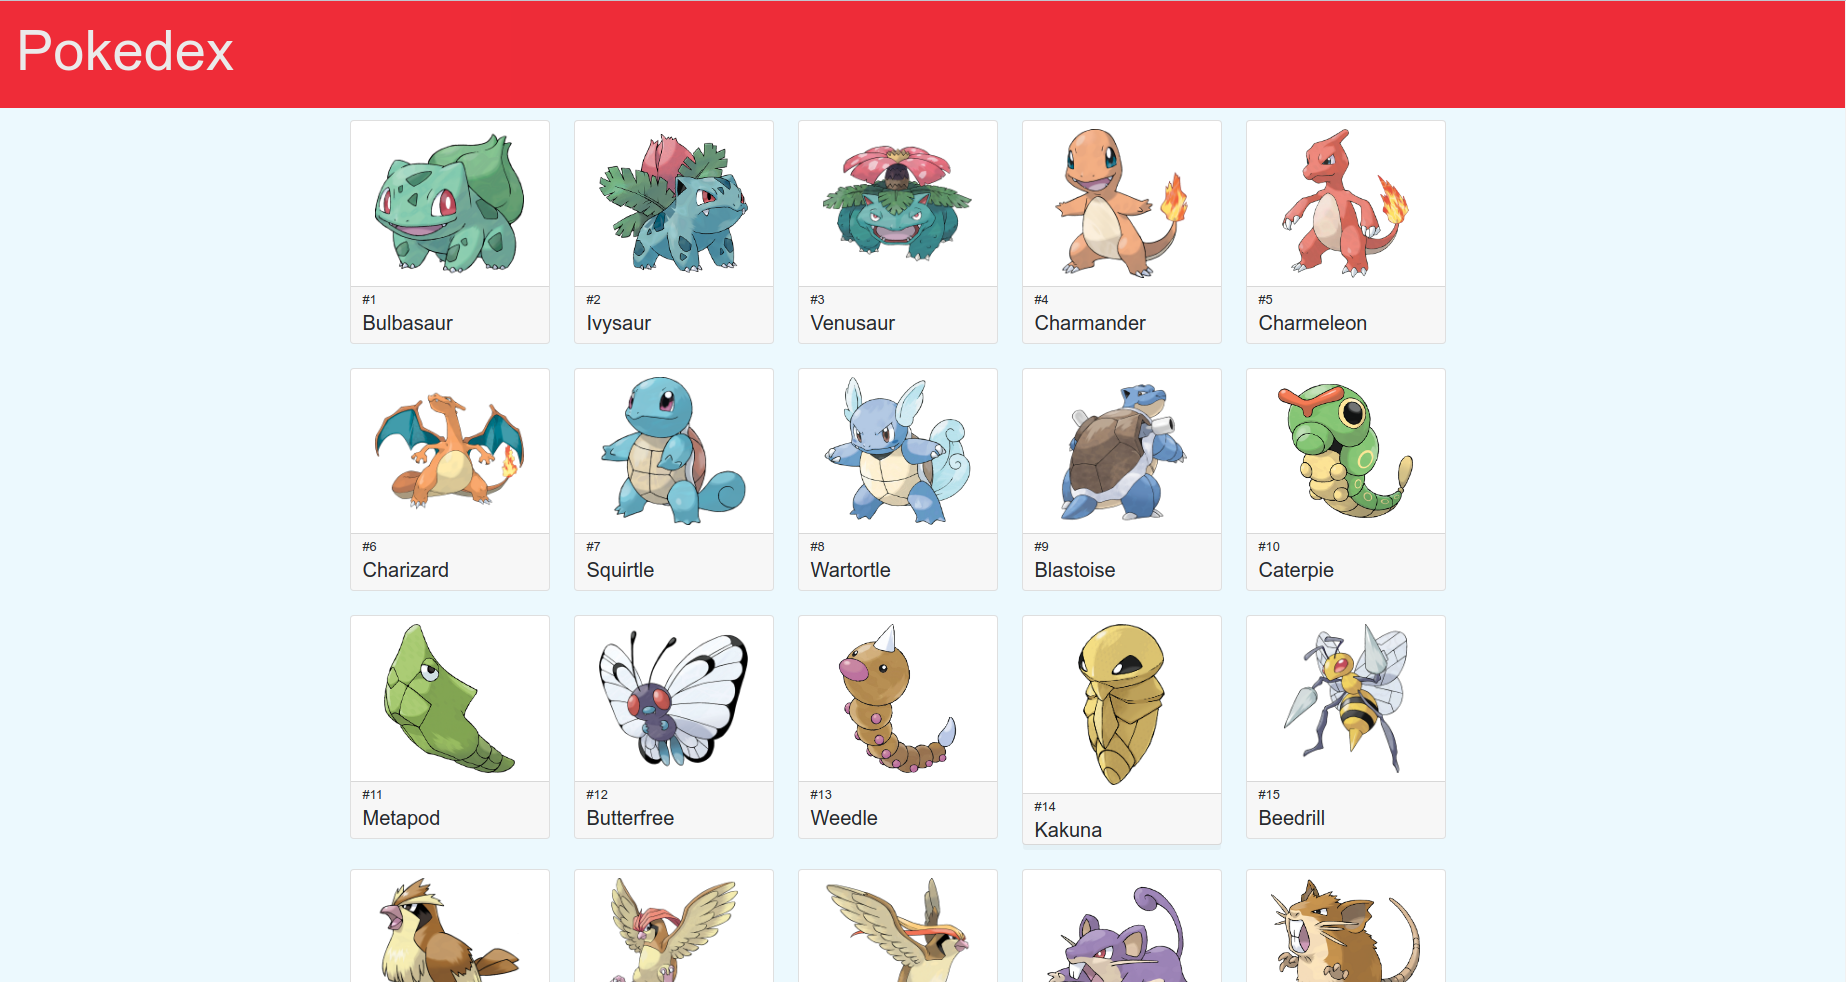 Pokedex
#1
Bulbasaur
#2
Ivysaur
#3
Venusaur
#4
Charmander
#5
Charmeleon
#6
Charizard
#7
Squirtle
#8
Wartortle
#9
Blastoise
#10
Caterpie
#11
Metapod
#12
Butterfree
#13
Weedle
#14
Kakuna
#15
Beedrill